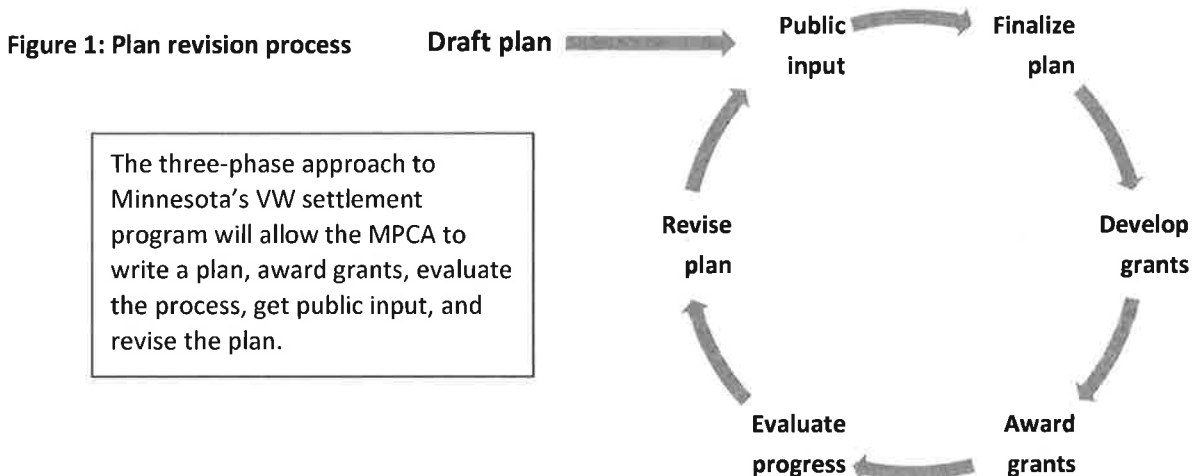 Figure 1: Plan revision process
Draft plan
Public
input
Finalize
plan
Develop
grants
Award
grants
Evaluate
progress
Revise
plan
The three-phase approach to
Minnesota's VW settlement
program will allow the MPCA to
write a plan, award grants, evaluate
the process, get public input, and
revise the plan.